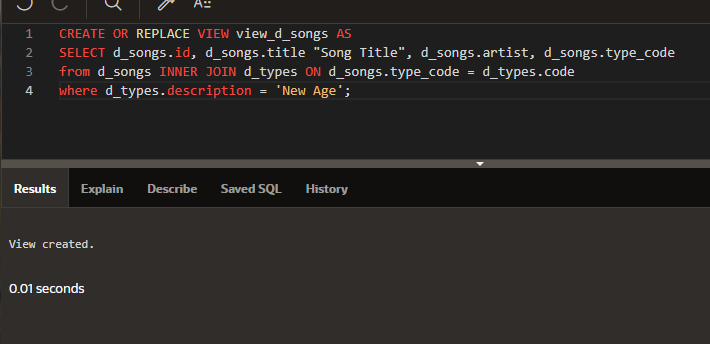 A::
1 CREATE OR REPLACE VIEW view_d_songs AS
2 SELECT d_songs.id, d_songs.title "Song Title", d_songs.artist, d_songs.type_code
3 from d_songs INNER JOIN d_types ON d_songs.type_code = d_types.code
4 where d_types.description = 'New Age';
Results Explain Describe Saved SQL History
View created.
0.01 seconds